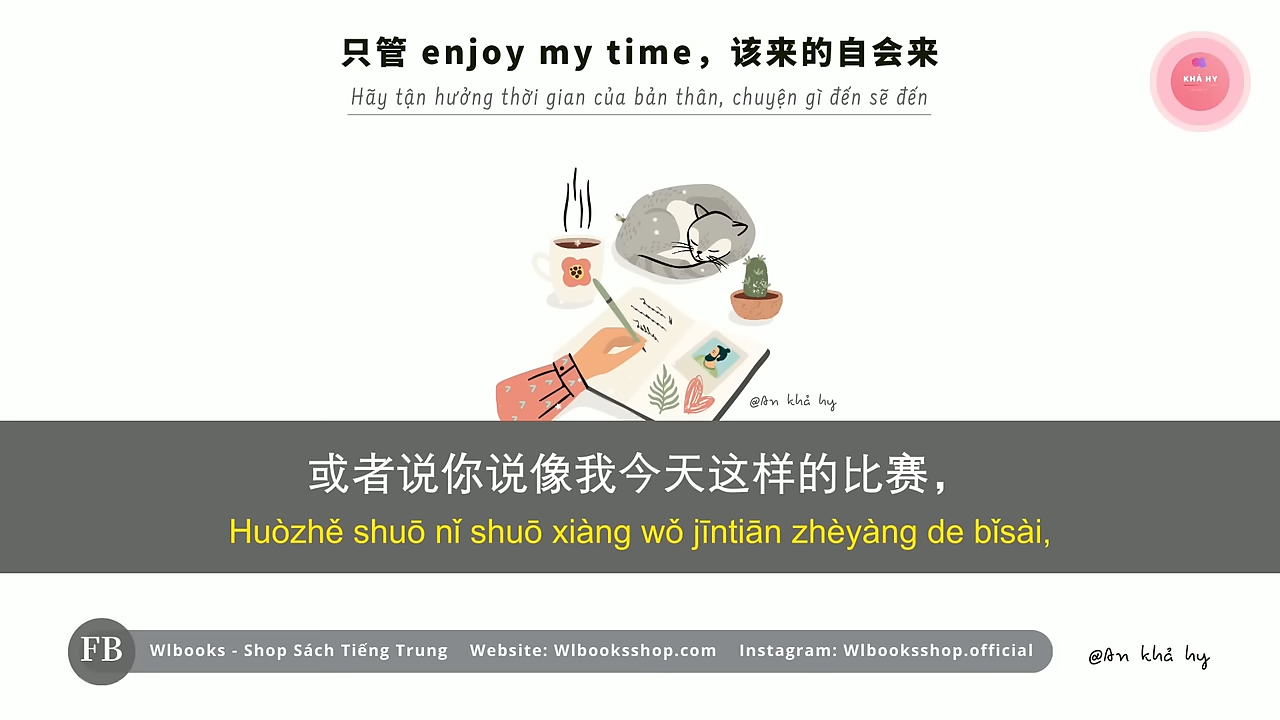 只管 enjoy my time，该来的自会来
Hãy tận hưởng thời gian của bản thân, chuyện gì đến sẽ đến
KHẢ HY
@An khả hy
或者说你说像我今天这样的比赛，
Huòzhě shuō nǐ shuō xiàng wǒ jīntiān zhèyàng de bǐsài,
FB
Wlbooks - Shop Sách Tiếng Trung Website: Wlbooksshop.com Instagram: Wlbooksshop.official
@An khả hy